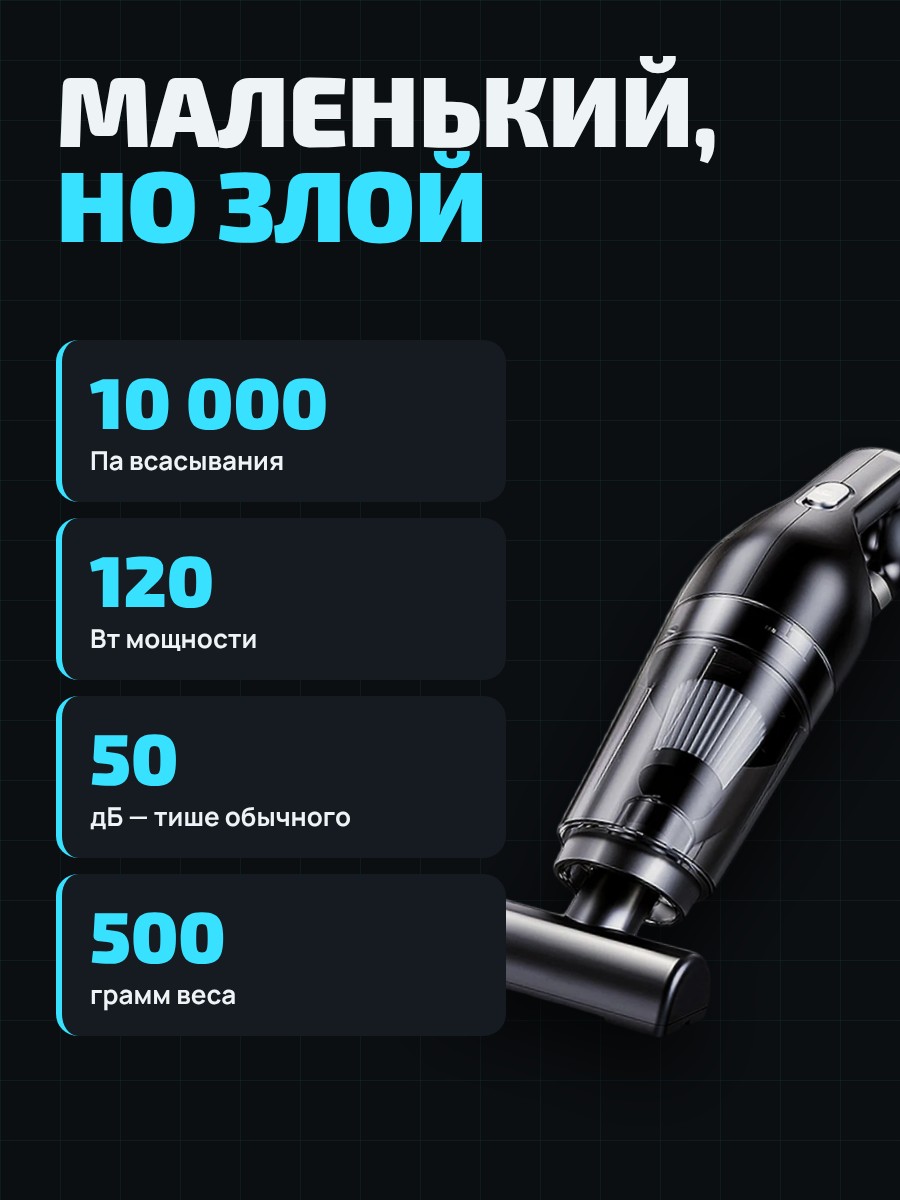 МАЛЕНЬКИЙ,
НО ЗЛОЙ
10 000
Па всасывания
120
Вт мощности
50
дБ — тише обычного
500
грамм веса